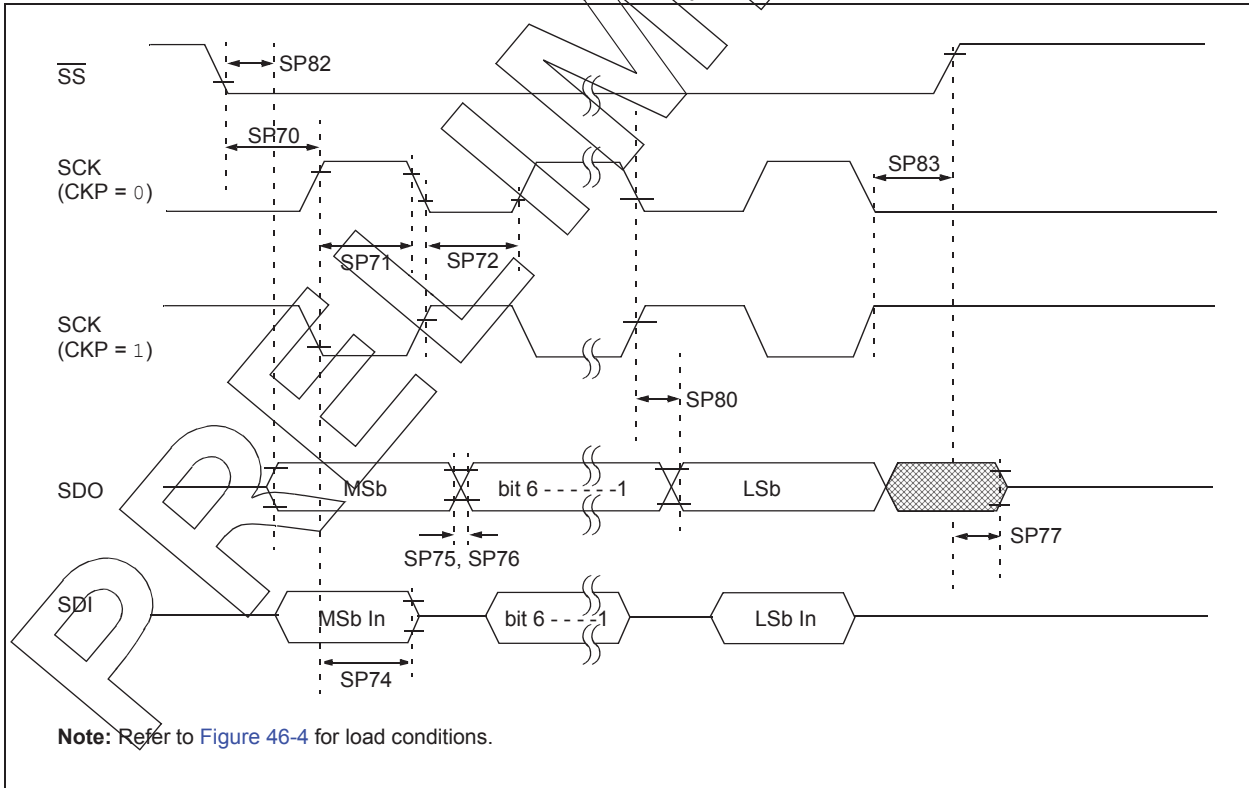 SS
SP82
SP70
SCK
(CKP = 0)
SP83
SP71
SP72
SCK
(CKP = 1)
SP80
SDO
MSb
bit 6 - - - - - -1
LSb
SP75, SP76
SP77
SDI
MSb In
bit 6 - - - -1
LSb In
SP74
Note: Refer to Figure 46-4 for load conditions.
PRELIM